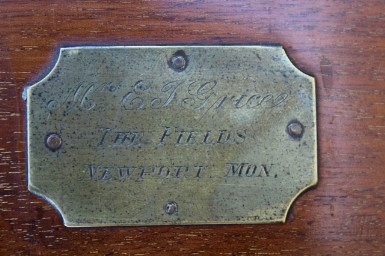 Mr E J Grice
THE FIELDS
NEWPORT MON.